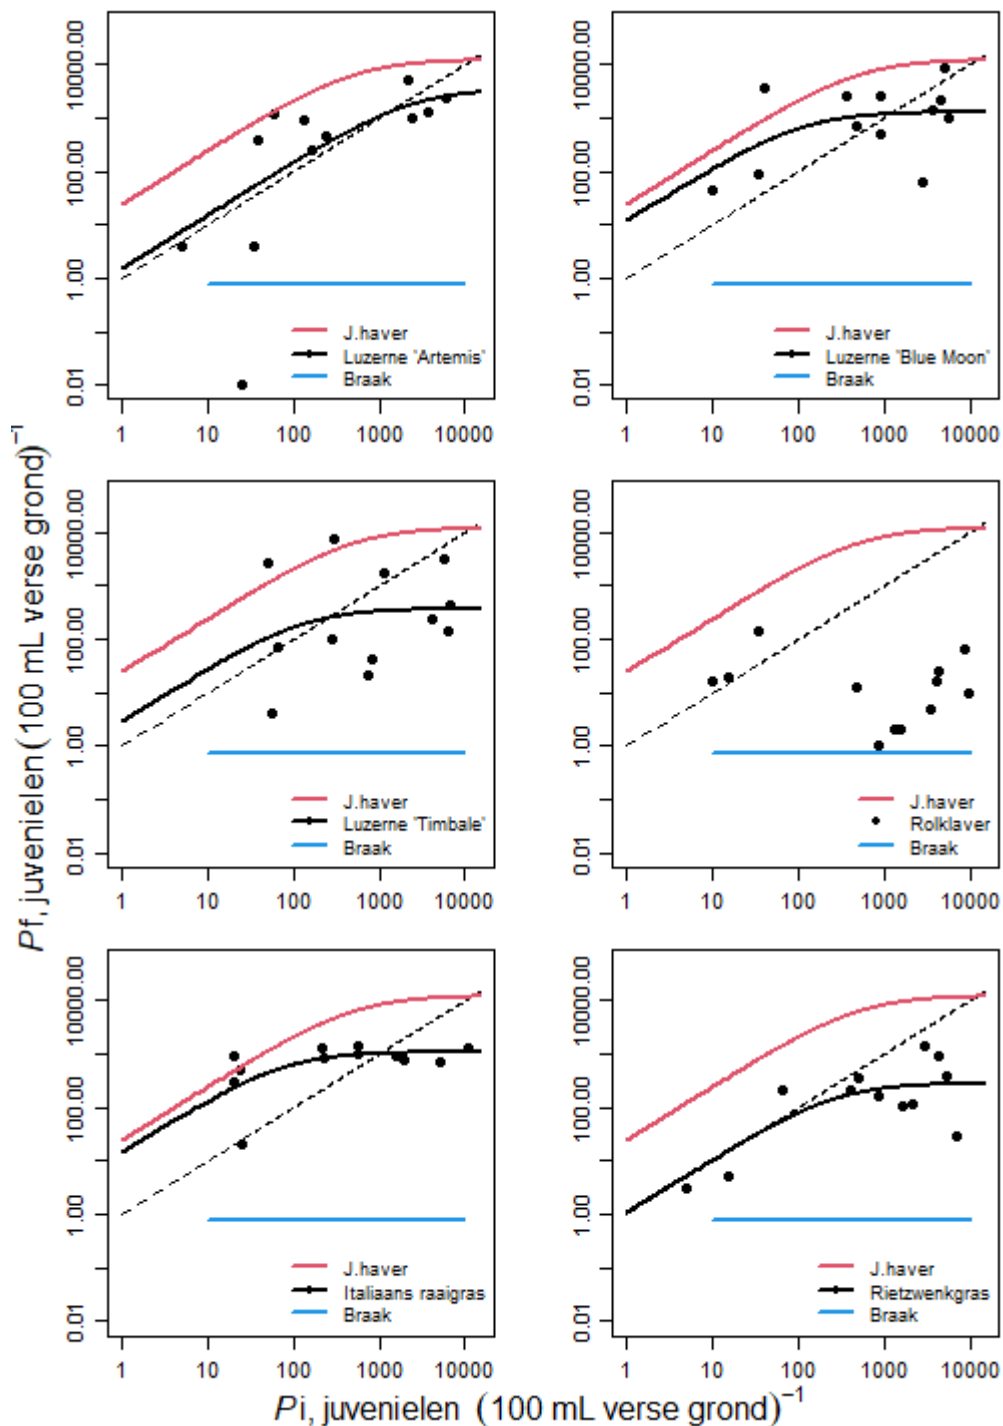 10000.00
100.00
1.00
0.01
J.haver
Luzerne 'Artemis'
Braak
1 10 100 1000 10000
10000.00
100.00
1.00
0.01
J.haver
Luzerne 'Blue Moon'
Braak
1 10 100 1000 10000
Pf, juvenielen (100 mL verse grond)⁻¹
10000.00
100.00
1.00
0.01
J.haver
Luzerne 'Timbale'
Braak
1 10 100 1000 10000
10000.00
100.00
1.00
0.01
J.haver
Rolklaver
Braak
1 10 100 1000 10000
10000.00
100.00
1.00
0.01
J.haver
Italiaans raaigras
Braak
1 10 100 1000 10000
10000.00
100.00
1.00
0.01
J.haver
Rietzwenkgras
Braak
1 10 100 1000 10000
Pi, juvenielen (100 mL verse grond)⁻¹